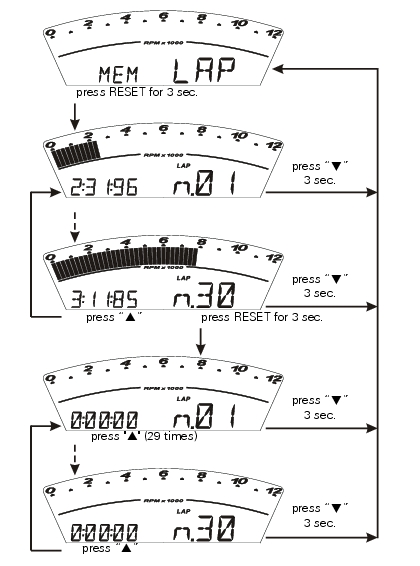 0 2 4 6 8 10 12
RPM x 1000
MEM LAP
press RESET for 3 sec.
0 2 4 6 8 10 12
RPM x 1000
LAP
2:31:96 n.01
press “▼”
3 sec.
0 2 4 6 8 10 12
RPM x 1000
LAP
3:11:85 n.30
press “▼”
3 sec.
press “▲”
press RESET for 3 sec.
0 2 4 6 8 10 12
RPM x 1000
LAP
0:00:00 n.01
press “▼”
3 sec.
press "▲" (29 times)
0 2 4 6 8 10 12
RPM x 1000
LAP
0:00:00 n.30
press “▼”
3 sec.
press “▲”